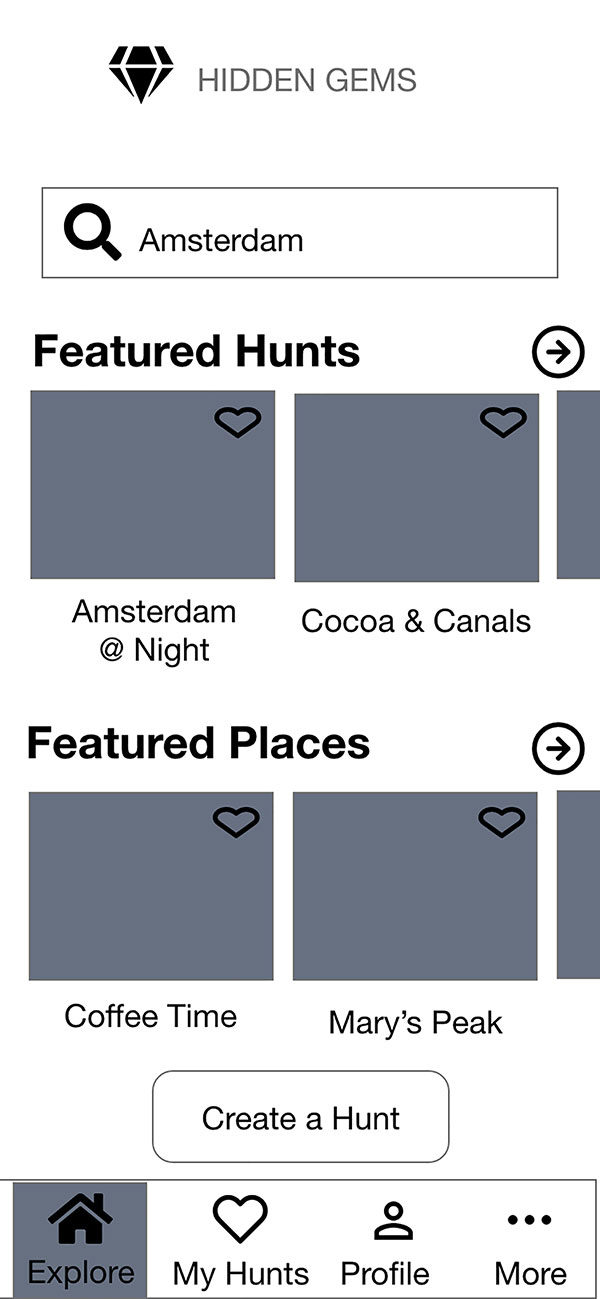 HIDDEN GEMS
Amsterdam
Featured Hunts
Amsterdam
@ Night
Cocoa & Canals
Featured Places
Coffee Time
Mary’s Peak
Create a Hunt
Explore
My Hunts
Profile
More